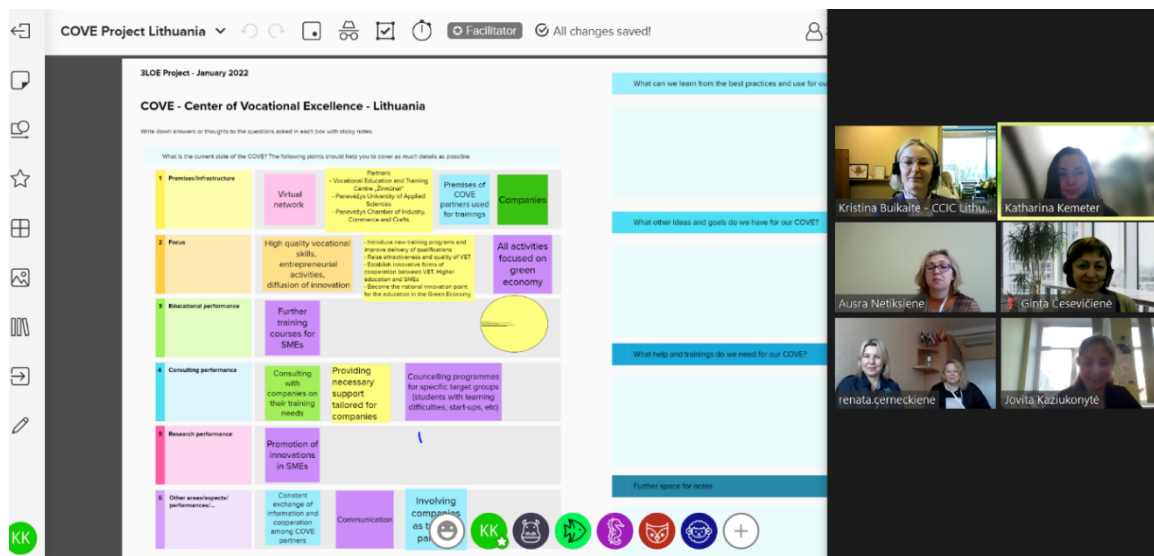 COVE Project Lithuania
Facilitator
All changes saved!
3LOE Project - January 2022
COVE - Center of Vocational Excellence - Lithuania
Write down answers or thoughts to the questions asked in each box with sticky notes.
What is the current state of the COVE? The following points should help you to cover as much details as possible.
1 Premises/Infrastructure
Virtual
network
Partners
- Vocational Education and Training
Centre „Žirmūnai"
- Panevėžys University of Applied
Sciences
- Panevėžys Chamber of Industry,
Commerce and Crafts
Premises of
COVE
partners used
for trainings
Companies
2 Focus
High quality vocational
skills,
entrepreneurial
activities,
diffusion of innovation
- Introduce new training programs and
improve delivery of qualifications
- Raise attractiveness and quality of VET
- Establish innovative forms of
cooperation between VET, Higher
education and SMEs
- Become the national innovation point
for the education in the Green Economy
All activities
focused on
green
economy
3 Educational performance
Further
training
courses for
SMEs
4 Consulting performance
Consulting
with
companies on
their training
needs
Providing
necessary
support
tailored for
companies
Councelling programmes
for specific target groups
(students with learning
difficulties, start-ups, etc)
5 Research performance
Promotion of
innovations
in SMEs
6 Other areas/aspects/
performances/...
Constant
exchange of
information and
cooperation
among COVE
partners
Communication
Involving
What can we learn from the best practices and use for ou
What other ideas and goals do we have for our COVE?
What help and trainings do we need for our COVE?
Further space for notes
KK
KK
Kristina Buikaite - CCIC Lithu...
Katharina Kemeter
Ausra Netiksiene
Ginta Česevičienė
renata.cerneckiene
Jovita Kaziukonytė